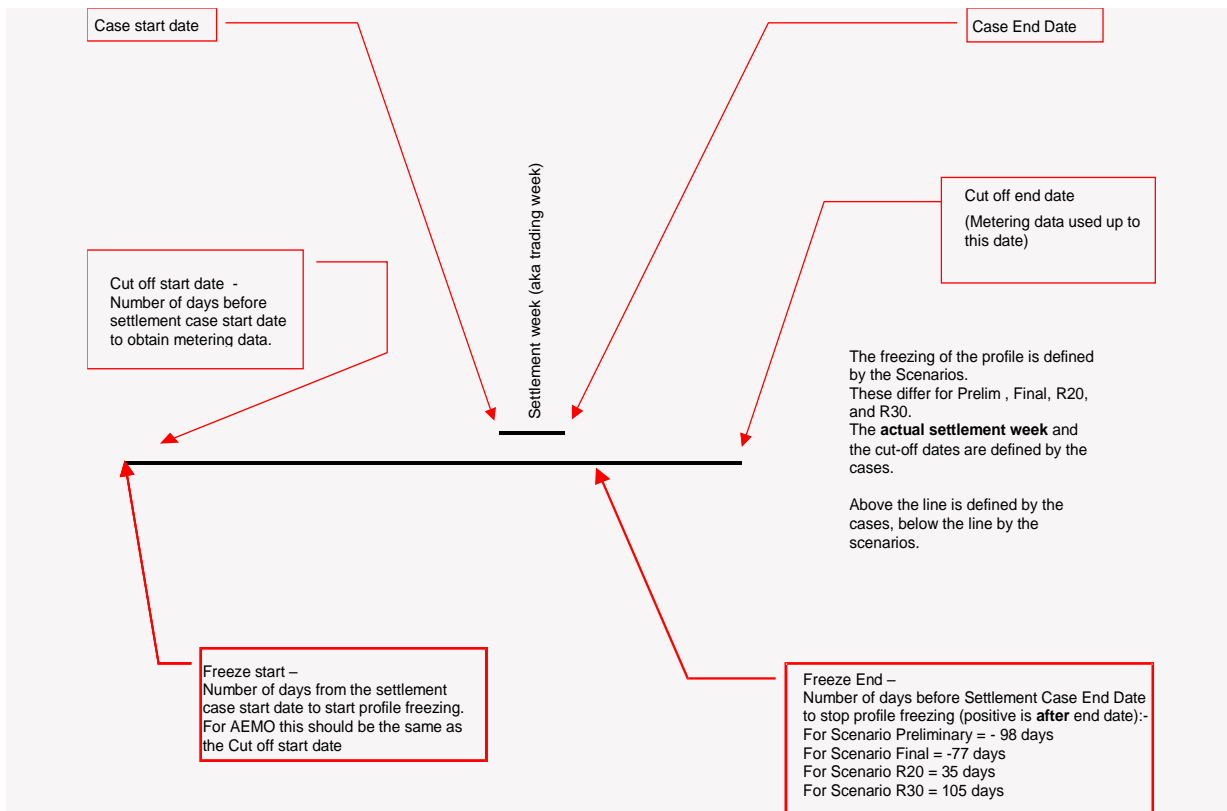 Case start date
Case End Date
Settlement week (aka trading week)
Cut off end date
(Metering data used up to
this date)
Cut off start date -
Number of days before
settlement case start date
to obtain metering data.
The freezing of the profile is defined
by the Scenarios.
These differ for Prelim , Final, R20,
and R30.
The actual settlement week and
the cut-off dates are defined by the
cases.
Above the line is defined by the
cases, below the line by the
scenarios.
Freeze start –
Number of days from the settlement
case start date to start profile freezing.
For AEMO this should be the same as
the Cut off start date
Freeze End –
Number of days before Settlement Case End Date
to stop profile freezing (positive is after end date):-
For Scenario Preliminary = - 98 days
For Scenario Final = -77 days
For Scenario R20 = 35 days
For Scenario R30 = 105 days